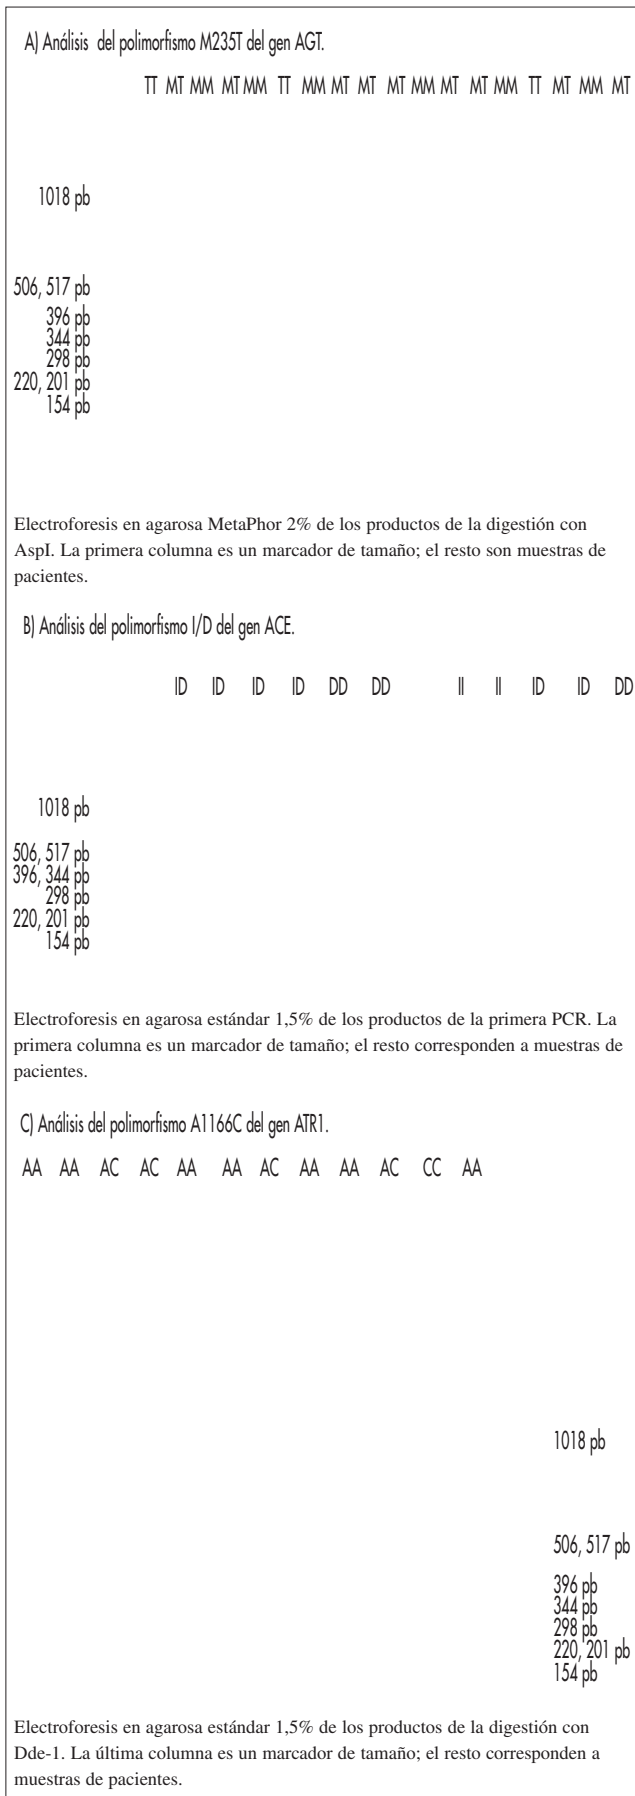 A) Análisis del polimorfismo M235T del gen AGT.
TT MT MM MT MM TT MM MT MT MT MM MT MT MM TT MT MM MT
1018 pb
506, 517 pb
396 pb
344 pb
298 pb
220, 201 pb
154 pb
Electroforesis en agarosa MetaPhor 2% de los productos de la digestión con
AspI. La primera columna es un marcador de tamaño; el resto son muestras de
pacientes.
B) Análisis del polimorfismo I/D del gen ACE.
ID ID ID ID DD DD II II ID ID DD
1018 pb
506, 517 pb
396, 344 pb
298 pb
220, 201 pb
154 pb
Electroforesis en agarosa estándar 1,5% de los productos de la primera PCR. La
primera columna es un marcador de tamaño; el resto corresponden a muestras de
pacientes.
C) Análisis del polimorfismo A1166C del gen ATR1.
AA AA AC AC AA AA AC AA AA AC CC AA
1018 pb
506, 517 pb
396 pb
344 pb
298 pb
220, 201 pb
154 pb
Electroforesis en agarosa estándar 1,5% de los productos de la digestión con
Dde-1. La última columna es un marcador de tamaño; el resto corresponden a
muestras de pacientes.